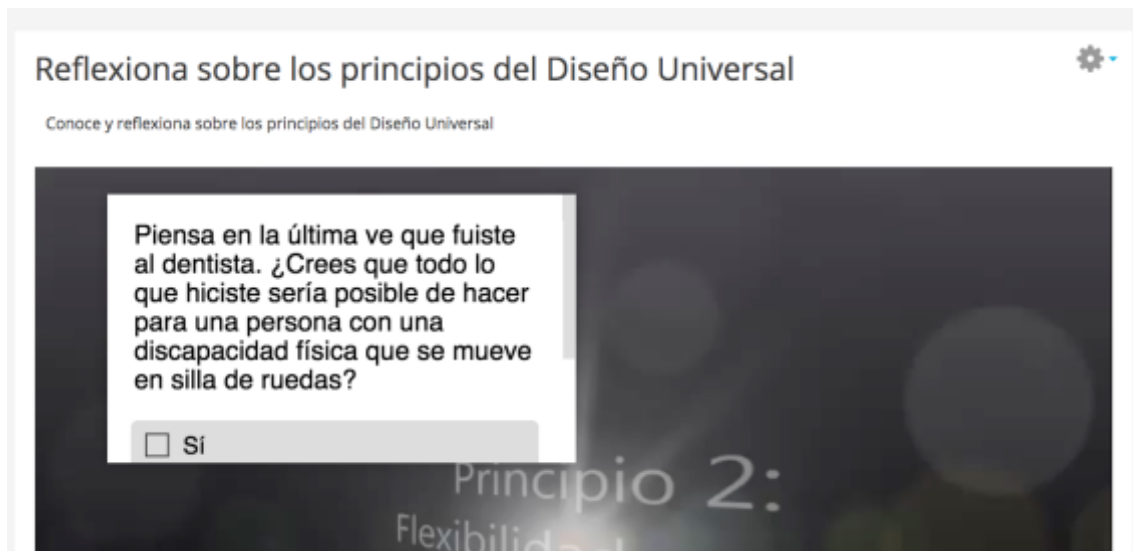 Reflexiona sobre los principios del Diseño Universal
Conoce y reflexiona sobre los principios del Diseño Universal
Piensa en la última ve que fuiste
al dentista. ¿Crees que todo lo
que hiciste sería posible de hacer
para una persona con una
discapacidad física que se mueve
en silla de ruedas?
Sí
Principio 2:
Flexibilidad